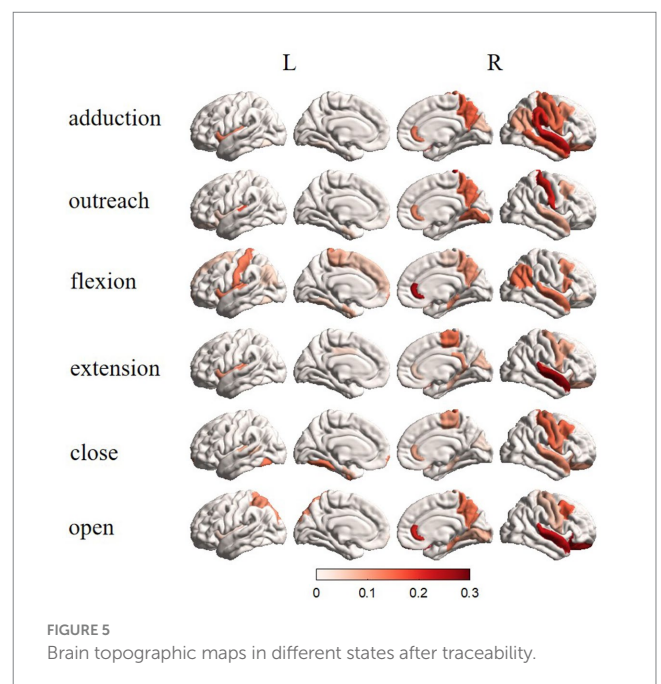 L R
adduction
outreach
flexion
extension
close
open
0 0.1 0.2 0.3
FIGURE 5
Brain topographic maps in different states after traceability.